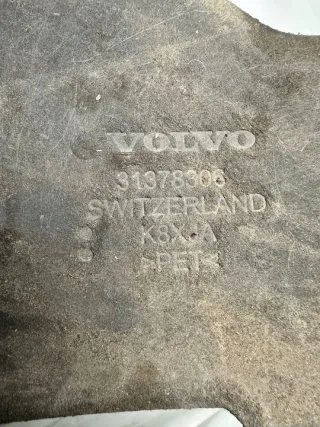 VOLVO
31378306
SWITZERLAND
K8XJA
>PET<